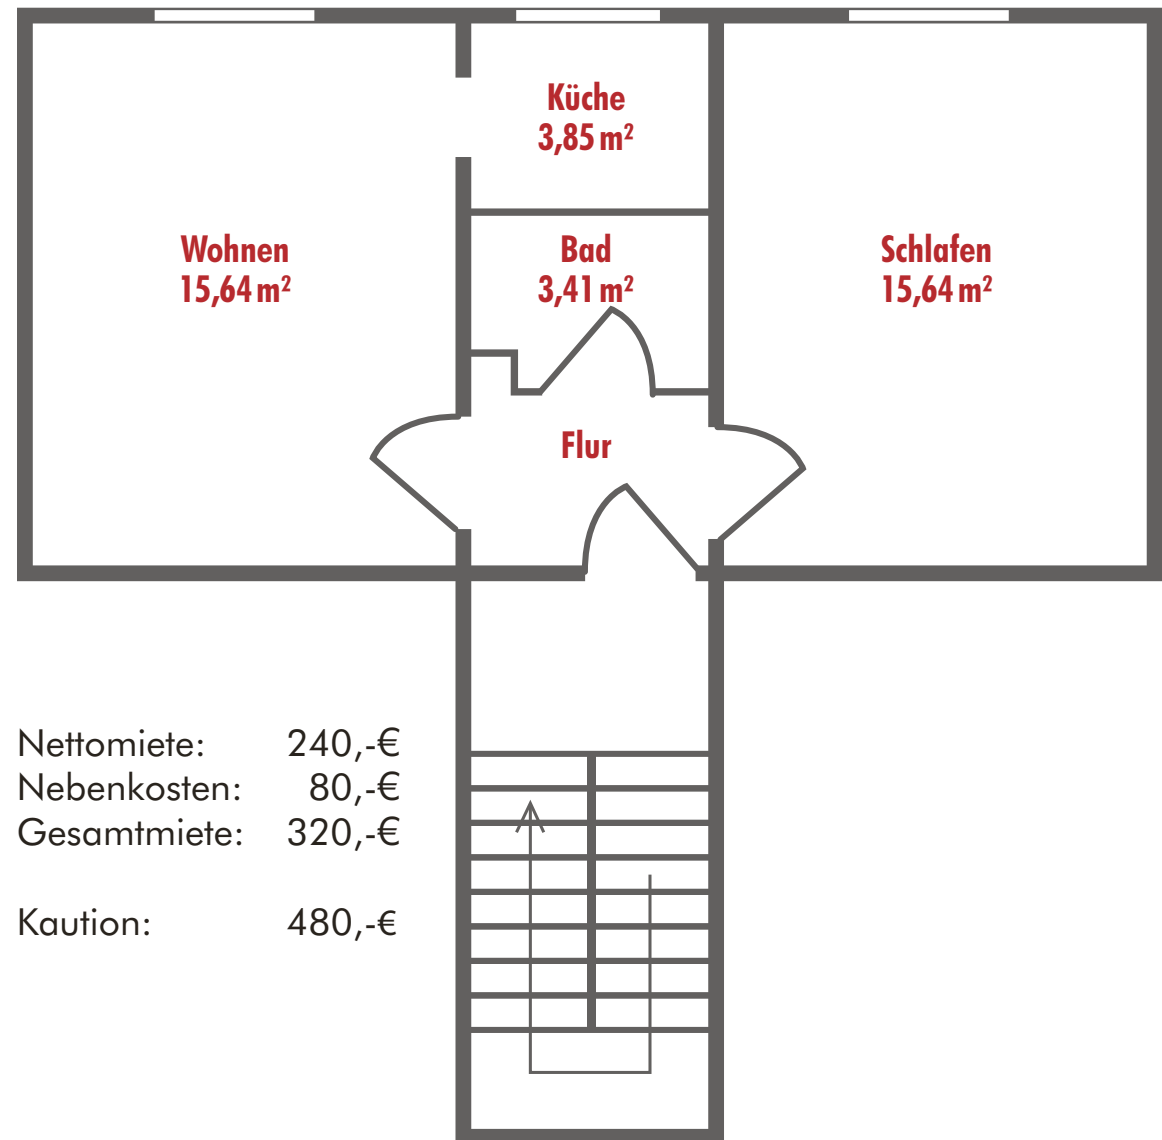 Küche
3,85 m²
Wohnen
15,64 m²
Bad
3,41 m²
Schlafen
15,64 m²
Flur
Nettomiete: 240,-€
Nebenkosten: 80,-€
Gesamtmiete: 320,-€
Kaution: 480,-€